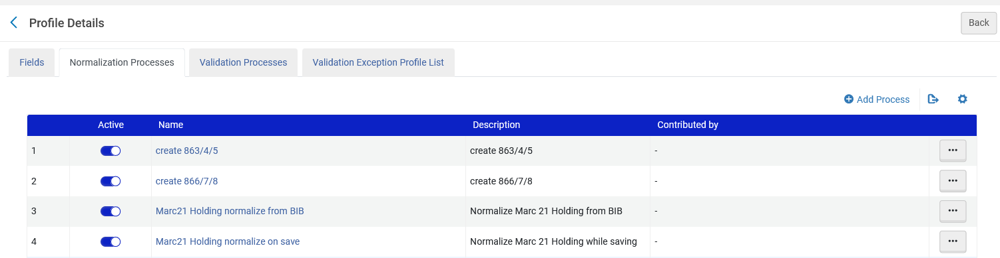 Profile Details
Back
Fields
Normalization Processes
Validation Processes
Validation Exception Profile List
Add Process
Active Name Description Contributed by
1 create 863/4/5 create 863/4/5 -
2 create 866/7/8 create 866/7/8 -
3 Marc21 Holding normalize from BIB Normalize Marc 21 Holding from BIB -
4 Marc21 Holding normalize on save Normalize Marc 21 Holding while saving -